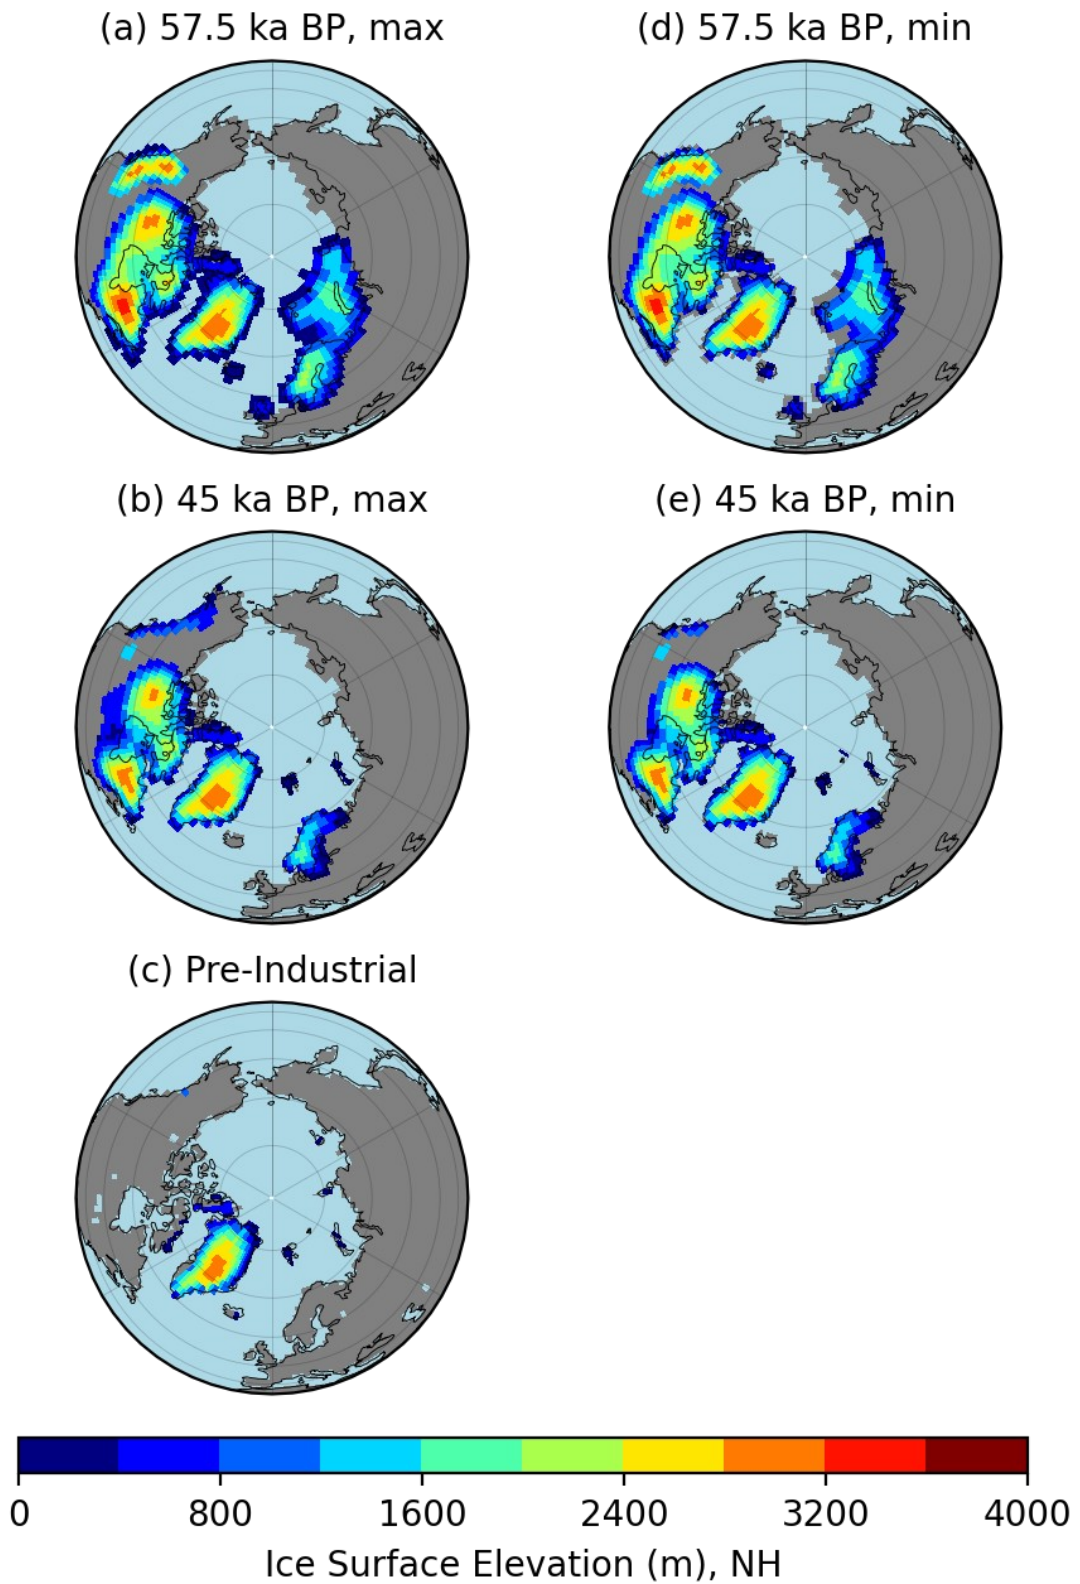 (a) 57.5 ka BP, max
(d) 57.5 ka BP, min
(b) 45 ka BP, max
(e) 45 ka BP, min
(c) Pre-Industrial
0 800 1600 2400 3200 4000
Ice Surface Elevation (m), NH